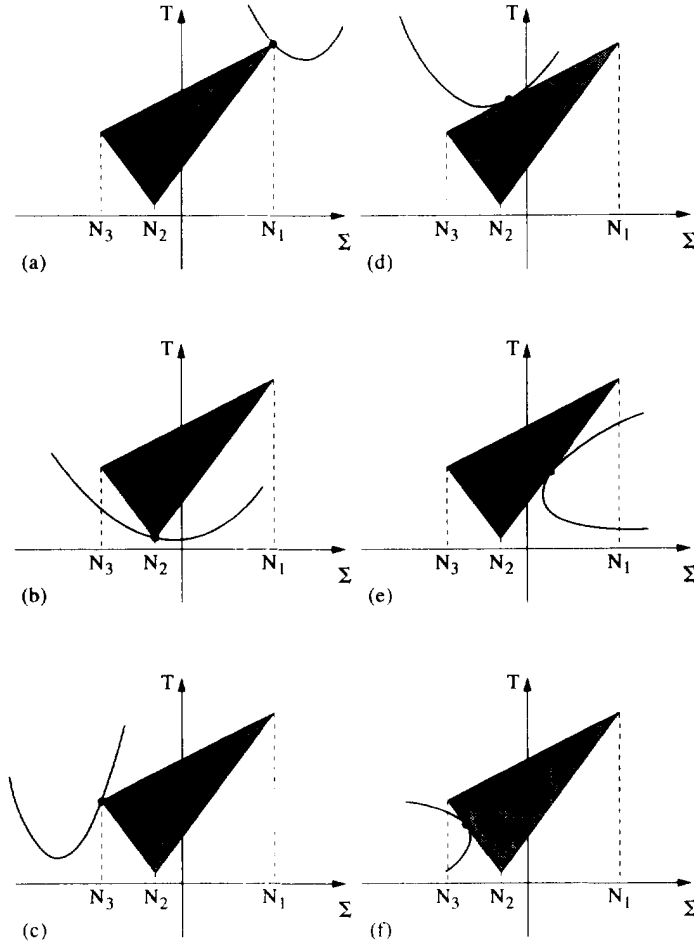 T
N₃ N₂ N₁ Σ
(a)
T
N₃ N₂ N₁ Σ
(d)
T
N₃ N₂ N₁ Σ
(b)
T
N₃ N₂ N₁ Σ
(e)
T
N₃ N₂ N₁ Σ
(c)
T
N₃ N₂ N₁ Σ
(f)